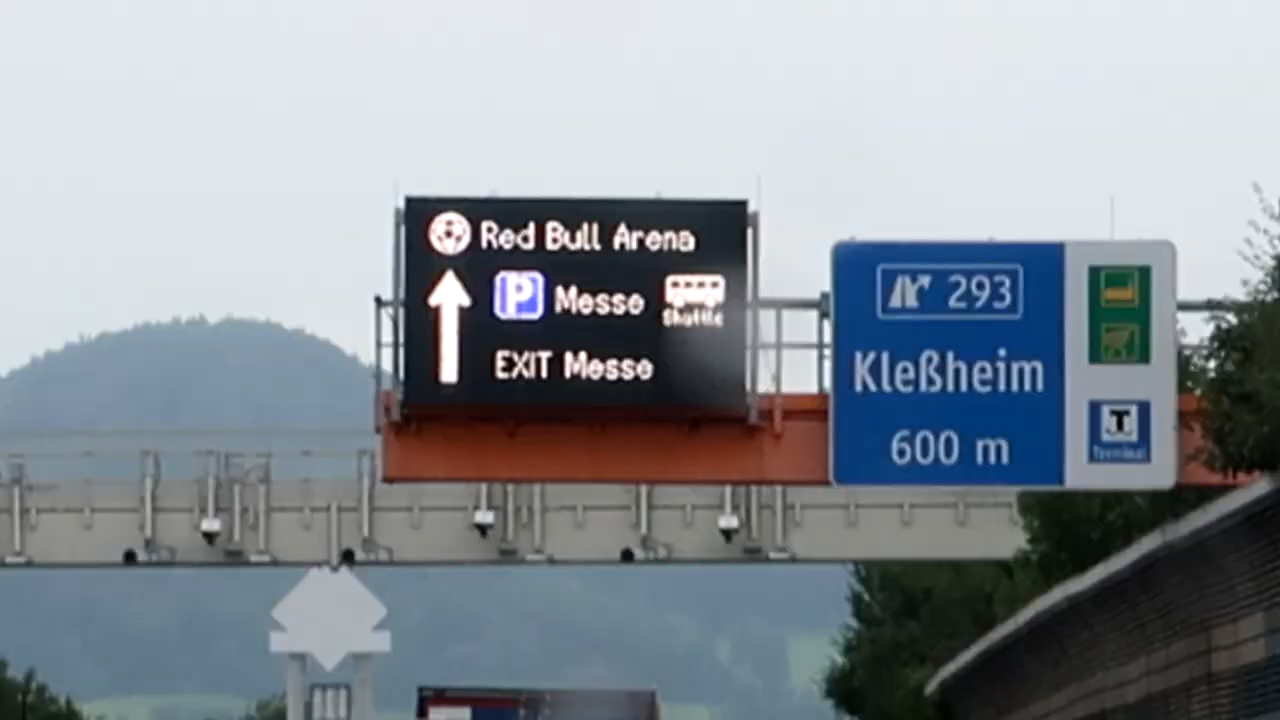 Red Bull Arena
P Messe Shuttle
EXIT Messe
293
Kleßheim
600 m
T
Terminal